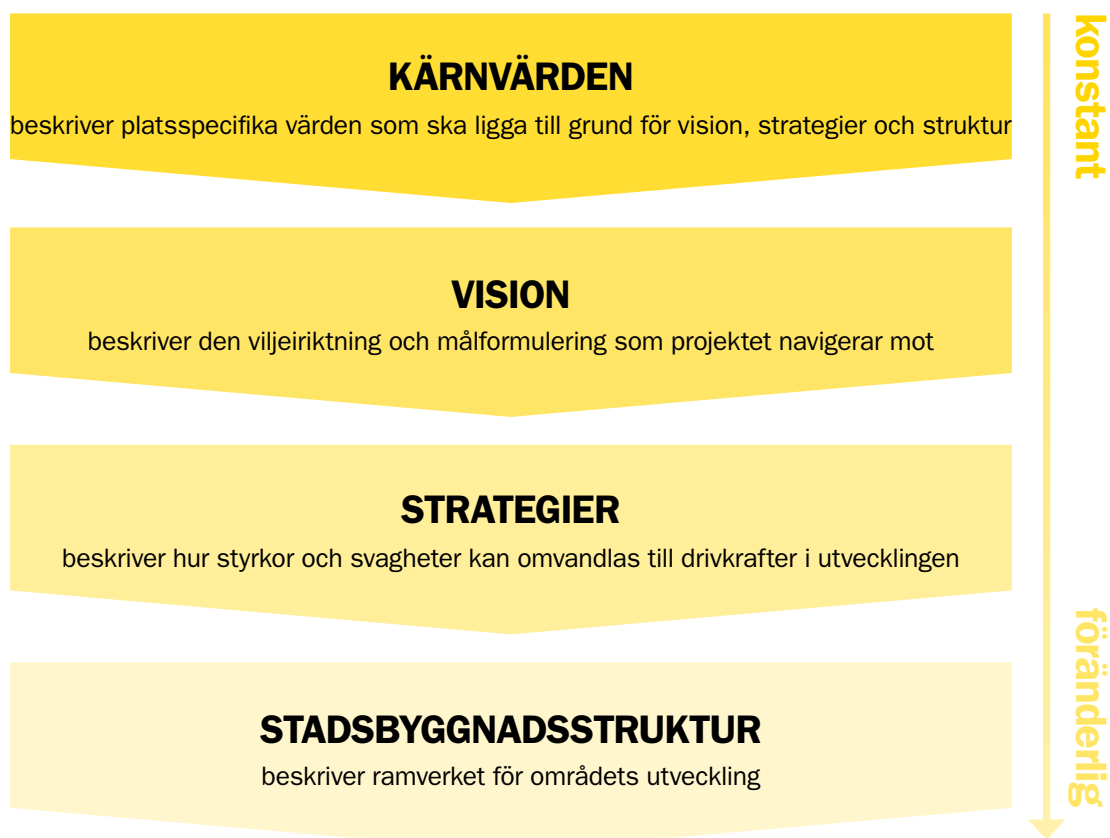 KÄRNVÄRDEN
beskriver platsspecifika värden som ska ligga till grund för vision, strategier och struktur
VISION
beskriver den viljeiriktning och målformulering som projektet navigerar mot
STRATEGIER
beskriver hur styrkor och svagheter kan omvandlas till drivkrafter i utvecklingen
STADSBYGGNADSSTRUKTUR
beskriver ramverket för områdets utveckling
konstant
föränderlig